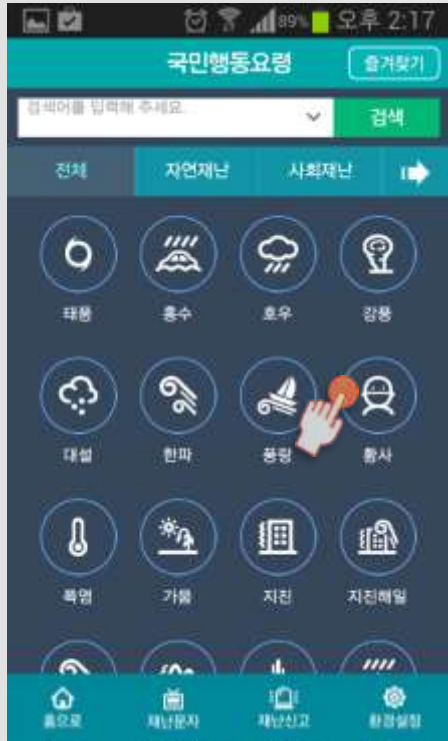 89% 오후 2:17
국민행동요령 즐겨찾기
검색어를 입력해 주세요. 검색
전체 자연재난 사회재난
태풍 홍수 호우 강풍
대설 한파 풍랑 황사
폭염 가뭄 지진 지진해일
홈으로 재난문자 재난신고 환경설정